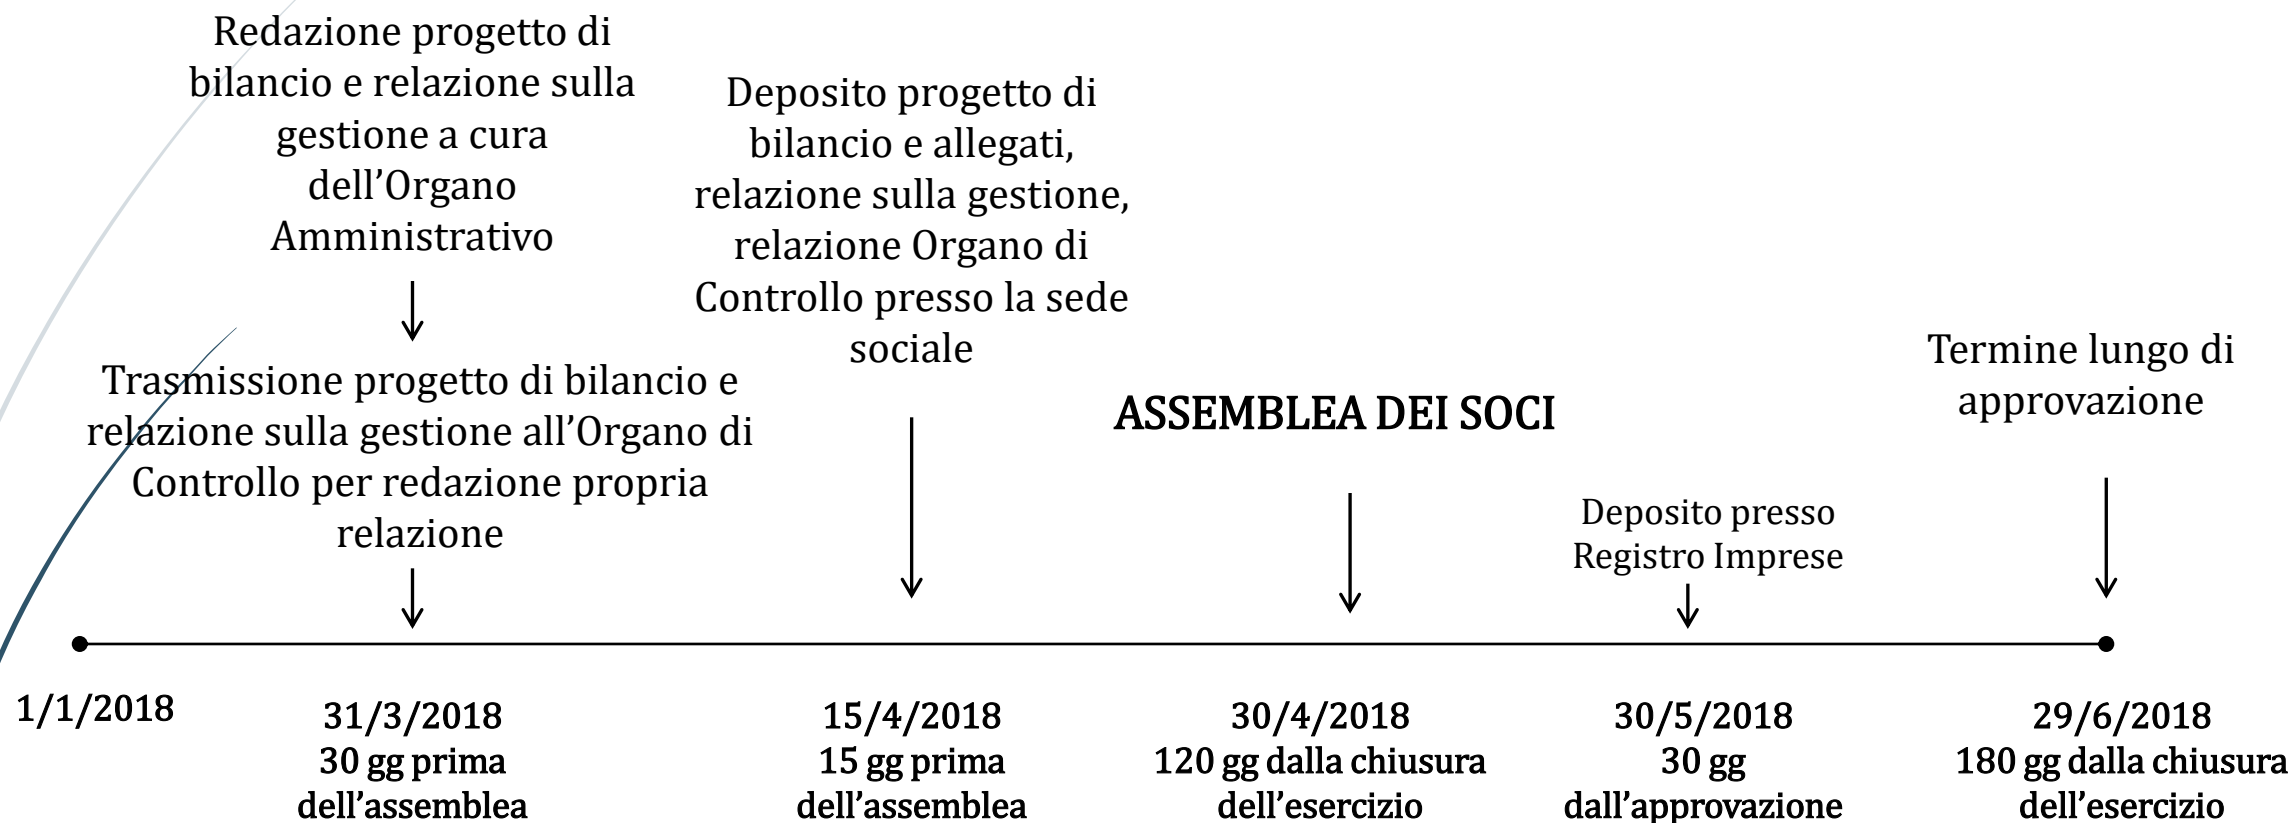 Redazione progetto di
bilancio e relazione sulla
gestione a cura
dell’Organo
Amministrativo
Trasmissione progetto di bilancio e
relazione sulla gestione all’Organo di
Controllo per redazione propria
relazione
Deposito progetto di
bilancio e allegati,
relazione sulla gestione,
relazione Organo di
Controllo presso la sede
sociale
ASSEMBLEA DEI SOCI
Deposito presso
Registro Imprese
Termine lungo di
approvazione
1/1/2018
31/3/2018
30 gg prima
dell’assemblea
15/4/2018
15 gg prima
dell’assemblea
30/4/2018
120 gg dalla chiusura
dell’esercizio
30/5/2018
30 gg
dall’approvazione
29/6/2018
180 gg dalla chiusura
dell’esercizio